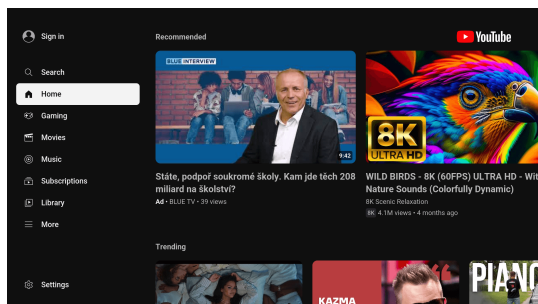 Sign in
Search
Home
Gaming
Movies
Music
Subscriptions
Library
More
Settings
Recommended
YouTube
BLUE INTERVIEW
9:42
Státe, podpoř soukromé školy. Kam jde těch 208
miliard na školství?
Ad • BLUE TV • 39 views
8K
ULTRA HD
WILD BIRDS - 8K (60FPS) ULTRA HD - Wit
Nature Sounds (Colorfully Dynamic)
8K Scenic Relaxation
8K 4.1M views • 4 months ago
Trending
KAZMA
PIANO